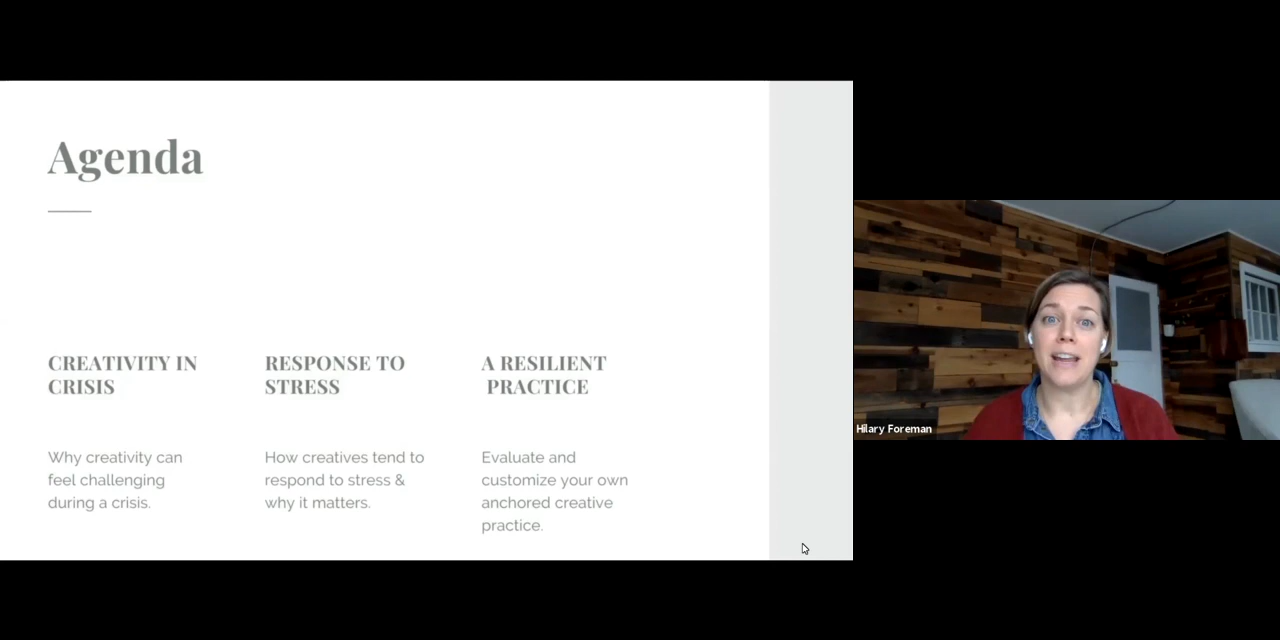 Agenda
CREATIVITY IN
CRISIS
Why creativity can
feel challenging
during a crisis.
RESPONSE TO
STRESS
How creatives tend to
respond to stress &
why it matters.
A RESILIENT
PRACTICE
Evaluate and
customize your own
anchored creative
practice.
Hilary Foreman